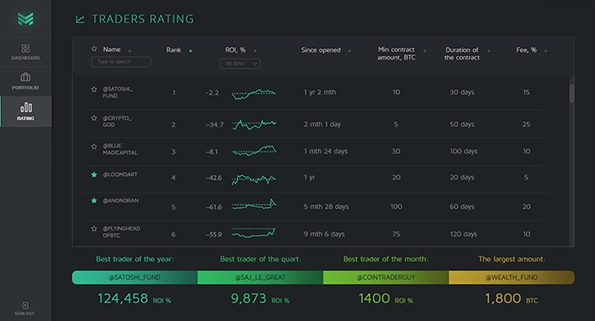 TRADERS RATING
DASHBOARD
PORTFOLIO
RATING
SIGN OUT
Name Rank ROI, % Since opened Min contract amount, BTC Duration of the contract Fee, %
Type to search All time
@SATOSHI_FUND 1 –2.2 1 yr 2 mth 10 30 days 15
@CRYPTO_GOD 2 –34.7 2 mth 1 day 5 50 days 25
@BLUE MAGICAPITAL 3 –8.1 1 mth 24 days 30 100 days 10
@LOOMDART 4 –42.6 1 yr 20 20 days 5
@ANONDRAN 5 –61.6 5 mth 28 days 100 60 days 20
@FLYINGHEAD OFBTC 6 –55.9 9 mth 6 days 75 120 days 10
Best trader of the year: Best trader of the quart: Best trader of the month: The largest amount:
@SATOSHI_FUND @SAJ_LE_GREAT @COINTRADERGUY @WEALTH_FUND
124,458 ROI % 9,873 ROI % 1400 ROI % 1,800 BTC